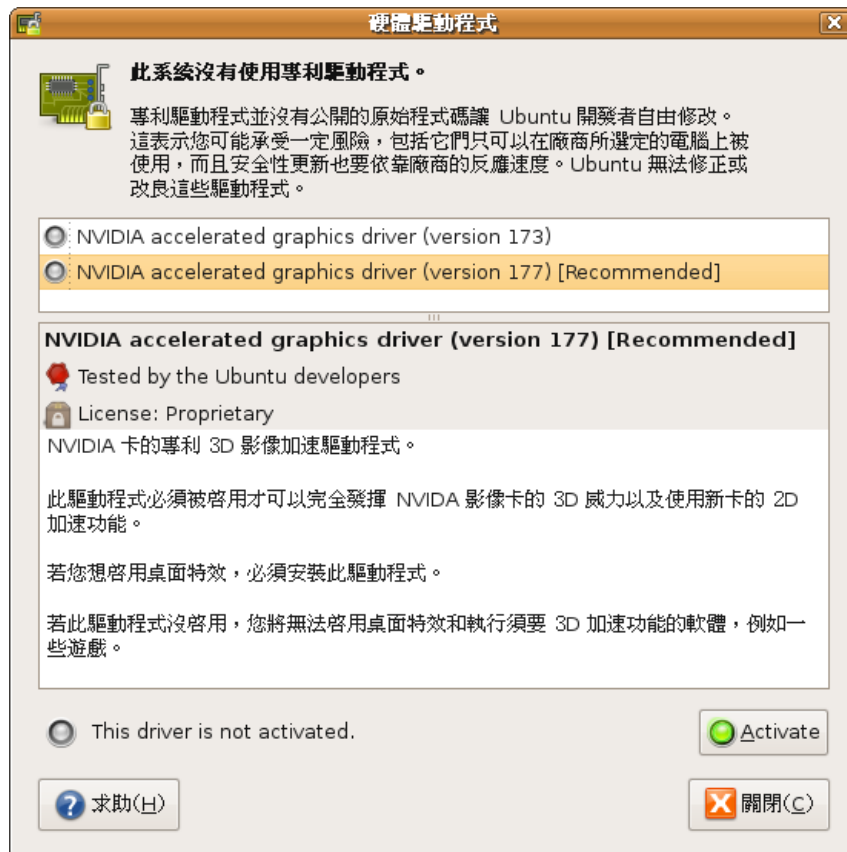 硬體驅動程式
此系統沒有使用專利驅動程式。
專利驅動程式並沒有公開的原始程式碼讓 Ubuntu 開發者自由修改。
這表示您可能承受一定風險，包括它們只可以在廠商所選定的電腦上被
使用，而且安全性更新也要依靠廠商的反應速度。Ubuntu 無法修正或
改良這些驅動程式。
NVIDIA accelerated graphics driver (version 173)
NVIDIA accelerated graphics driver (version 177) [Recommended]
NVIDIA accelerated graphics driver (version 177) [Recommended]
Tested by the Ubuntu developers
License: Proprietary
NVIDIA 卡的專利 3D 影像加速驅動程式。
此驅動程式必須被啓用才可以完全發揮 NVIDA 影像卡的 3D 威力以及使用新卡的 2D
加速功能。
若您想啓用桌面特效，必須安裝此驅動程式。
若此驅動程式沒啓用，您將無法啓用桌面特效和執行須要 3D 加速功能的軟體，例如一
些遊戲。
This driver is not activated.
Activate
求助(H)
關閉(C)